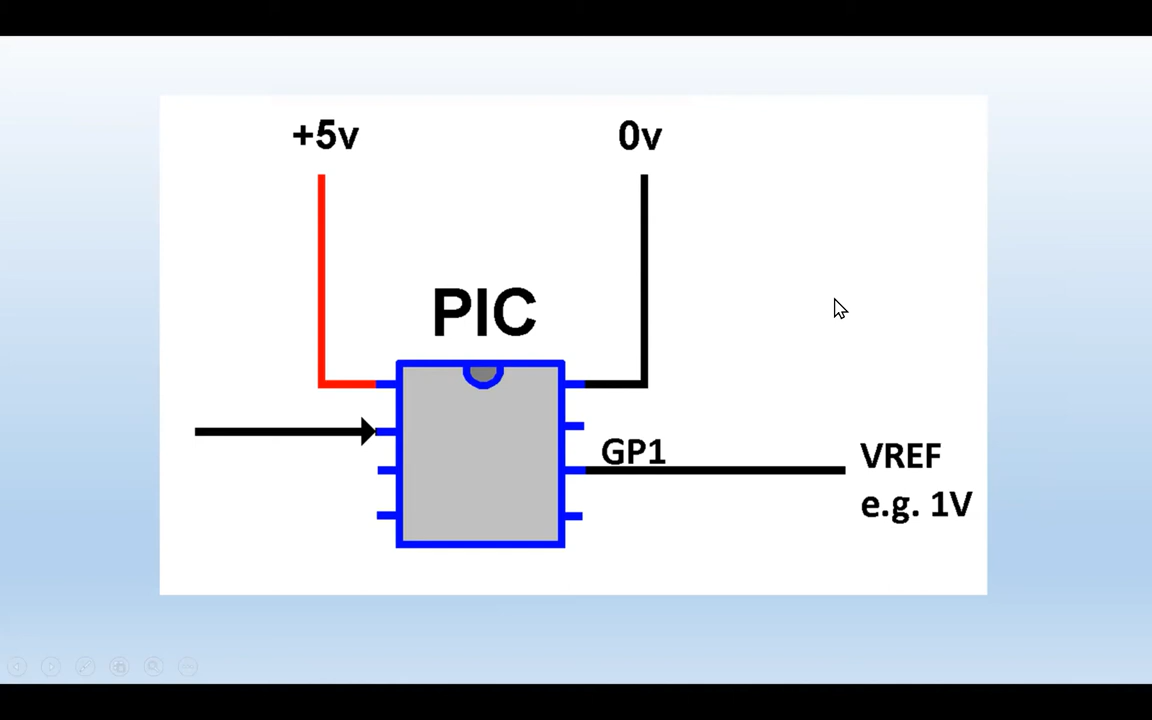 +5v
0v
PIC
GP1
VREF
e.g. 1V